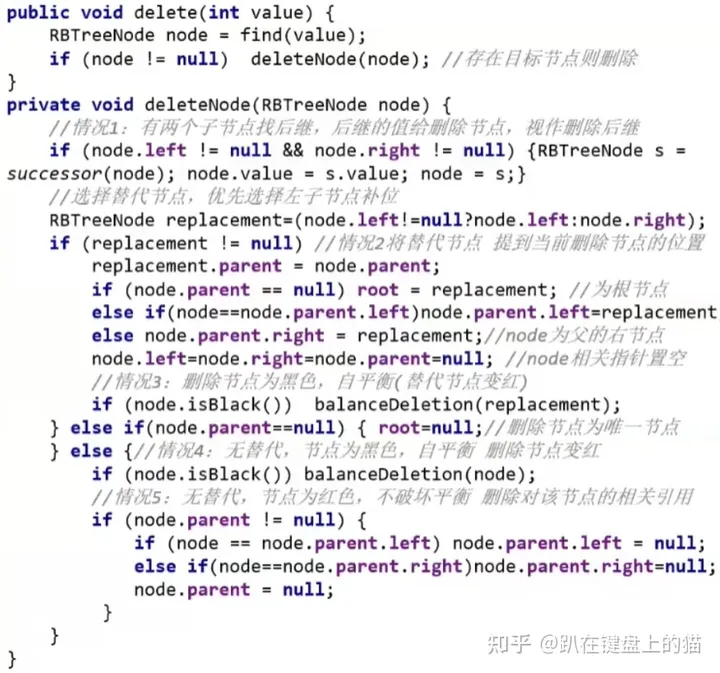 public void delete(int value) {
RBTreeNode node = find(value);
if (node != null) deleteNode(node); //存在目标节点则删除
}
private void deleteNode(RBTreeNode node) {
//情况1：有两个子节点找后继，后继的值给删除节点，视作删除后继
if (node.left != null && node.right != null) {RBTreeNode s =
successor(node); node.value = s.value; node = s;}
//选择替代节点，优先选择左子节点补位
RBTreeNode replacement=(node.left!=null?node.left:node.right);
if (replacement != null) //情况2将替代节点 提到当前删除节点的位置
replacement.parent = node.parent;
if (node.parent == null) root = replacement; //为根节点
else if(node==node.parent.left)node.parent.left=replacement
else node.parent.right = replacement;//node为父的右节点
node.left=node.right=node.parent=null; //node相关指针置空
//情况3：删除节点为黑色，自平衡(替代节点变红)
if (node.isBlack()) balanceDeletion(replacement);
} else if(node.parent==null) { root=null;//删除节点为唯一节点
} else {//情况4：无替代，节点为黑色，自平衡 删除节点变红
if (node.isBlack()) balanceDeletion(node);
//情况5：无替代，节点为红色，不破坏平衡 删除对该节点的相关引用
if (node.parent != null) {
if (node == node.parent.left) node.parent.left = null;
else if(node==node.parent.right)node.parent.right=null;
node.parent = null;
}
}
}
知乎 @趴在键盘上的猫